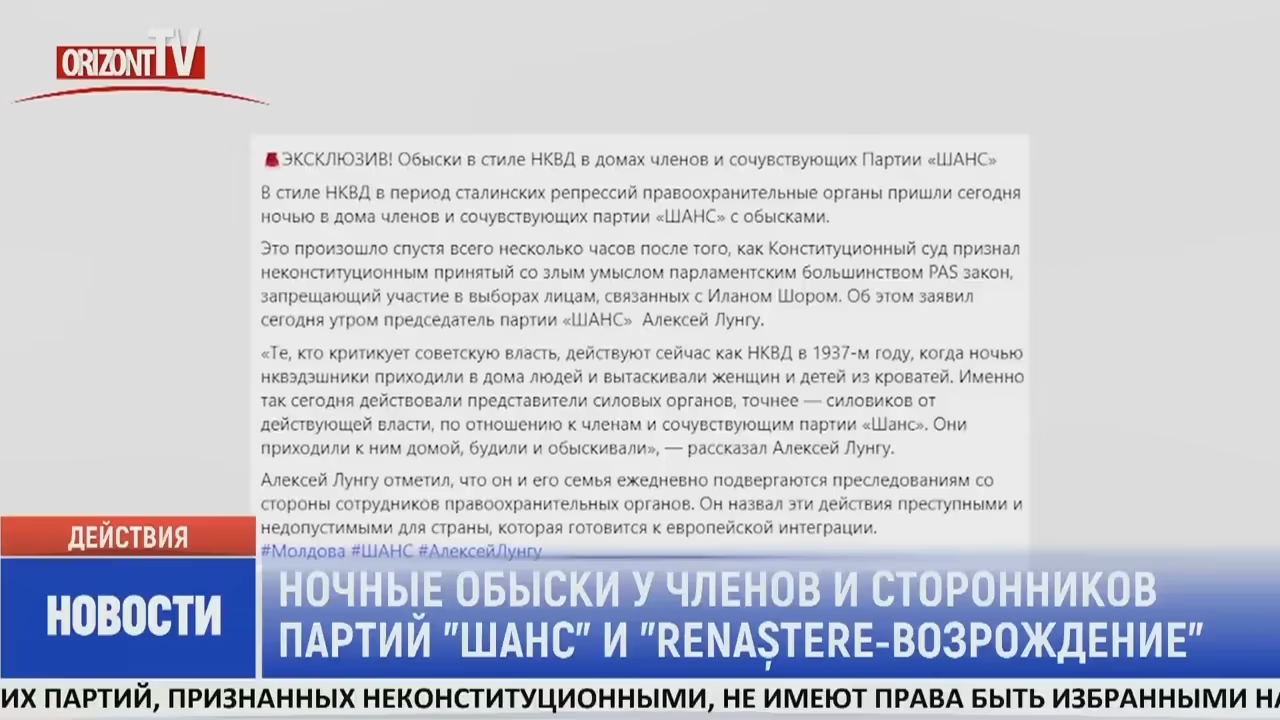 ORIZONT TV
ЭКСКЛЮЗИВ! Обыски в стиле НКВД в домах членов и сочувствующих Партии «ШАНС»
В стиле НКВД в период сталинских репрессий правоохранительные органы пришли сегодня
ночью в дома членов и сочувствующих партии «ШАНС» с обысками.
Это произошло спустя всего несколько часов после того, как Конституционный суд признал
неконституционным принятый со злым умыслом парламентским большинством PAS закон,
запрещающий участие в выборах лицам, связанных с Иланом Шором. Об этом заявил
сегодня утром председатель партии «ШАНС» Алексей Лунгу.
«Те, кто критикует советскую власть, действуют сейчас как НКВД в 1937-м году, когда ночью
нквэдэшники приходили в дома людей и вытаскивали женщин и детей из кроватей. Именно
так сегодня действовали представители силовых органов, точнее — силовиков от
действующей власти, по отношению к членам и сочувствующим партии «Шанс». Они
приходили к ним домой, будили и обыскивали», — рассказал Алексей Лунгу.
Алексей Лунгу отметил, что он и его семья ежедневно подвергаются преследованиям со
стороны сотрудников правоохранительных органов. Он назвал эти действия преступными и
недопустимыми для страны, которая готовится к европейской интеграции.
#Молдова #ШАНС #АлексейЛунгу
ДЕЙСТВИЯ
НОВОСТИ
НОЧНЫЕ ОБЫСКИ У ЧЛЕНОВ И СТОРОННИКОВ
ПАРТИЙ "ШАНС" И "RENAȘTERE-ВОЗРОЖДЕНИЕ"
ИХ ПАРТИЙ, ПРИЗНАННЫХ НЕКОНСТИТУЦИОННЫМИ, НЕ ИМЕЮТ ПРАВА БЫТЬ ИЗБРАННЫМИ НА